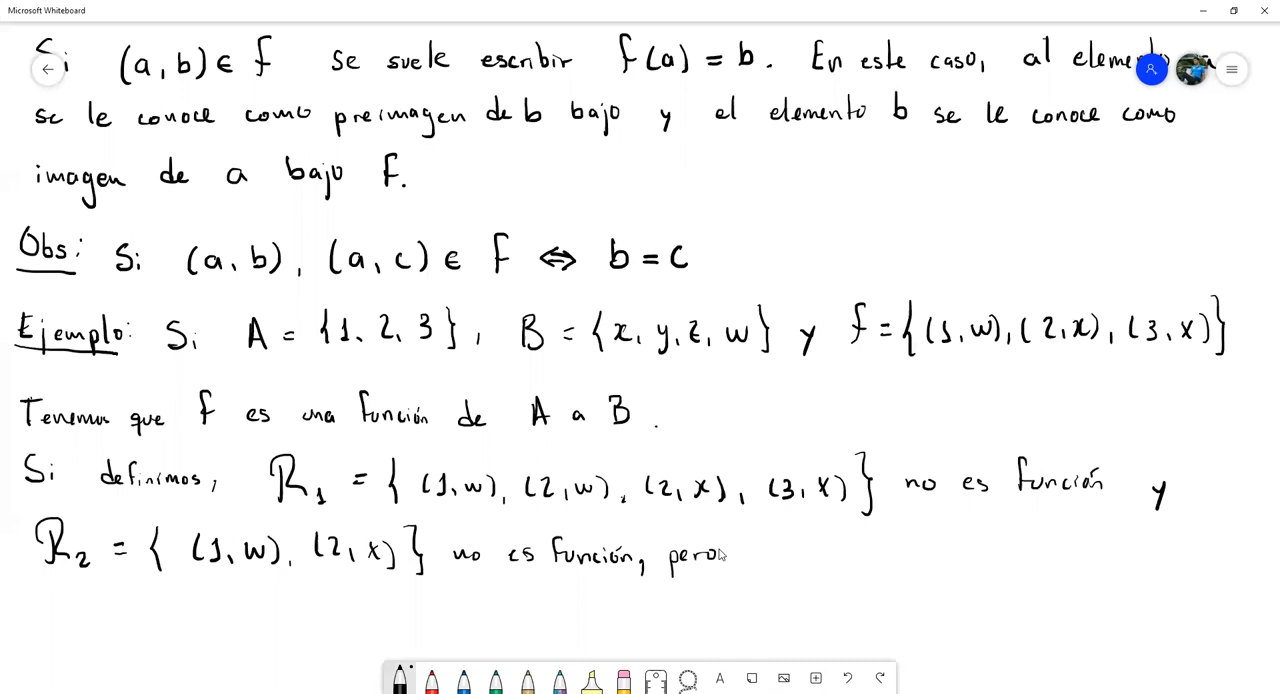 Microsoft Whiteboard
Si (a, b) ∈ f se suele escribir f(a) = b. En este caso, al elemento a
se le conoce como preimagen de b bajo y el elemento b se le conoce como
imagen de a bajo f.
Obs: Si (a, b), (a, c) ∈ f ⇔ b = c
Ejemplo: Si A = {1, 2, 3}, B = {x, y, z, w} y f = {(1, w), (2, x), (3, x)}
Tenemos que f es una función de A a B.
Si definimos, R₁ = {(1, w), (2, w), (2, x), (3, x)} no es función y
R₂ = {(1, w), (2, x)} no es función, pero
A